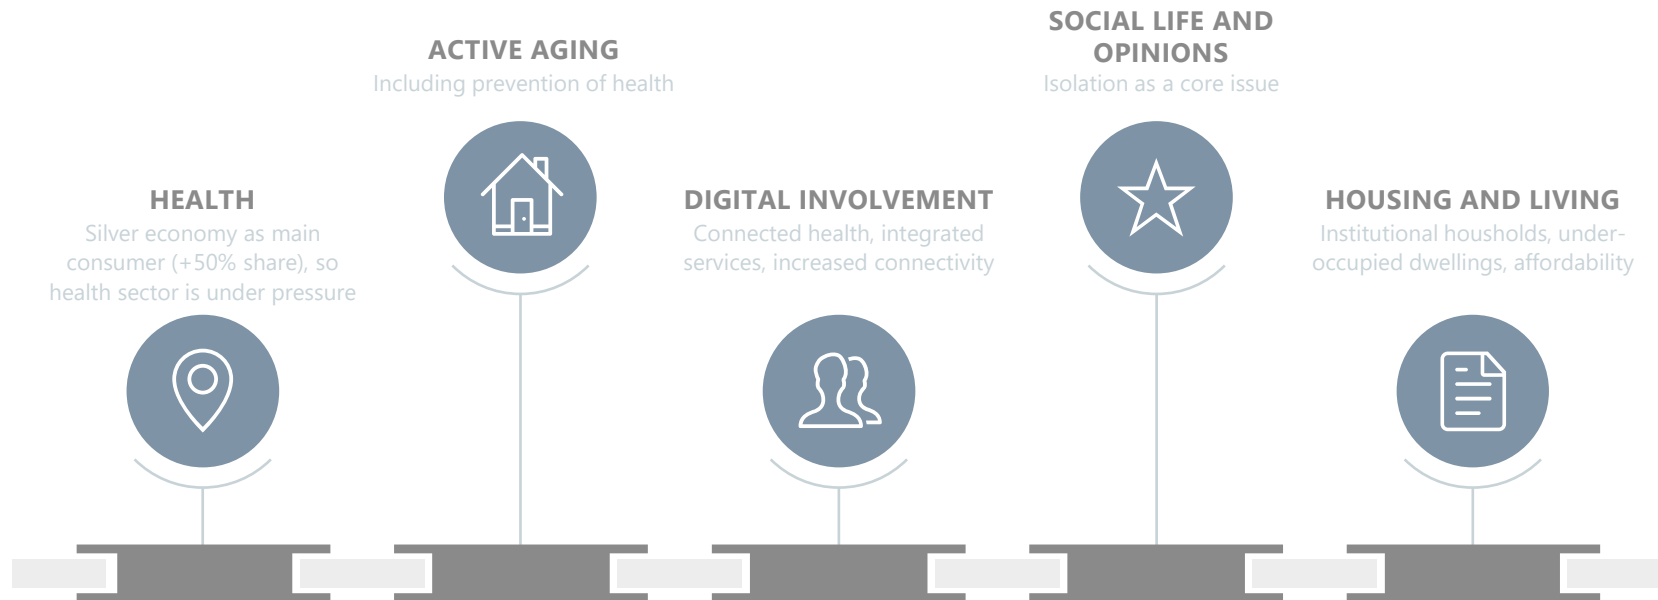 HEALTH
Silver economy as main
consumer (+50% share), so
health sector is under pressure
ACTIVE AGING
Including prevention of health
DIGITAL INVOLVEMENT
Connected health, integrated
services, increased connectivity
SOCIAL LIFE AND
OPINIONS
Isolation as a core issue
HOUSING AND LIVING
Institutional housholds, under-
occupied dwellings, affordability